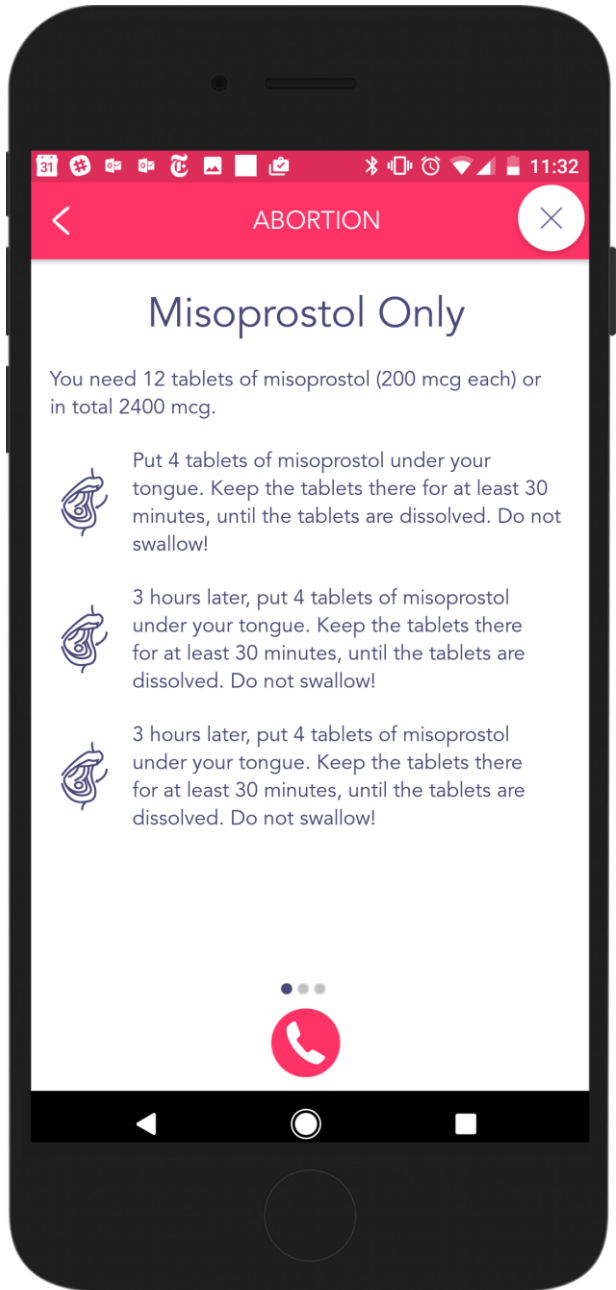 31
11:32
ABORTION
Misoprostol Only
You need 12 tablets of misoprostol (200 mcg each) or
in total 2400 mcg.
Put 4 tablets of misoprostol under your
tongue. Keep the tablets there for at least 30
minutes, until the tablets are dissolved. Do not
swallow!
3 hours later, put 4 tablets of misoprostol
under your tongue. Keep the tablets there
for at least 30 minutes, until the tablets are
dissolved. Do not swallow!
3 hours later, put 4 tablets of misoprostol
under your tongue. Keep the tablets there
for at least 30 minutes, until the tablets are
dissolved. Do not swallow!